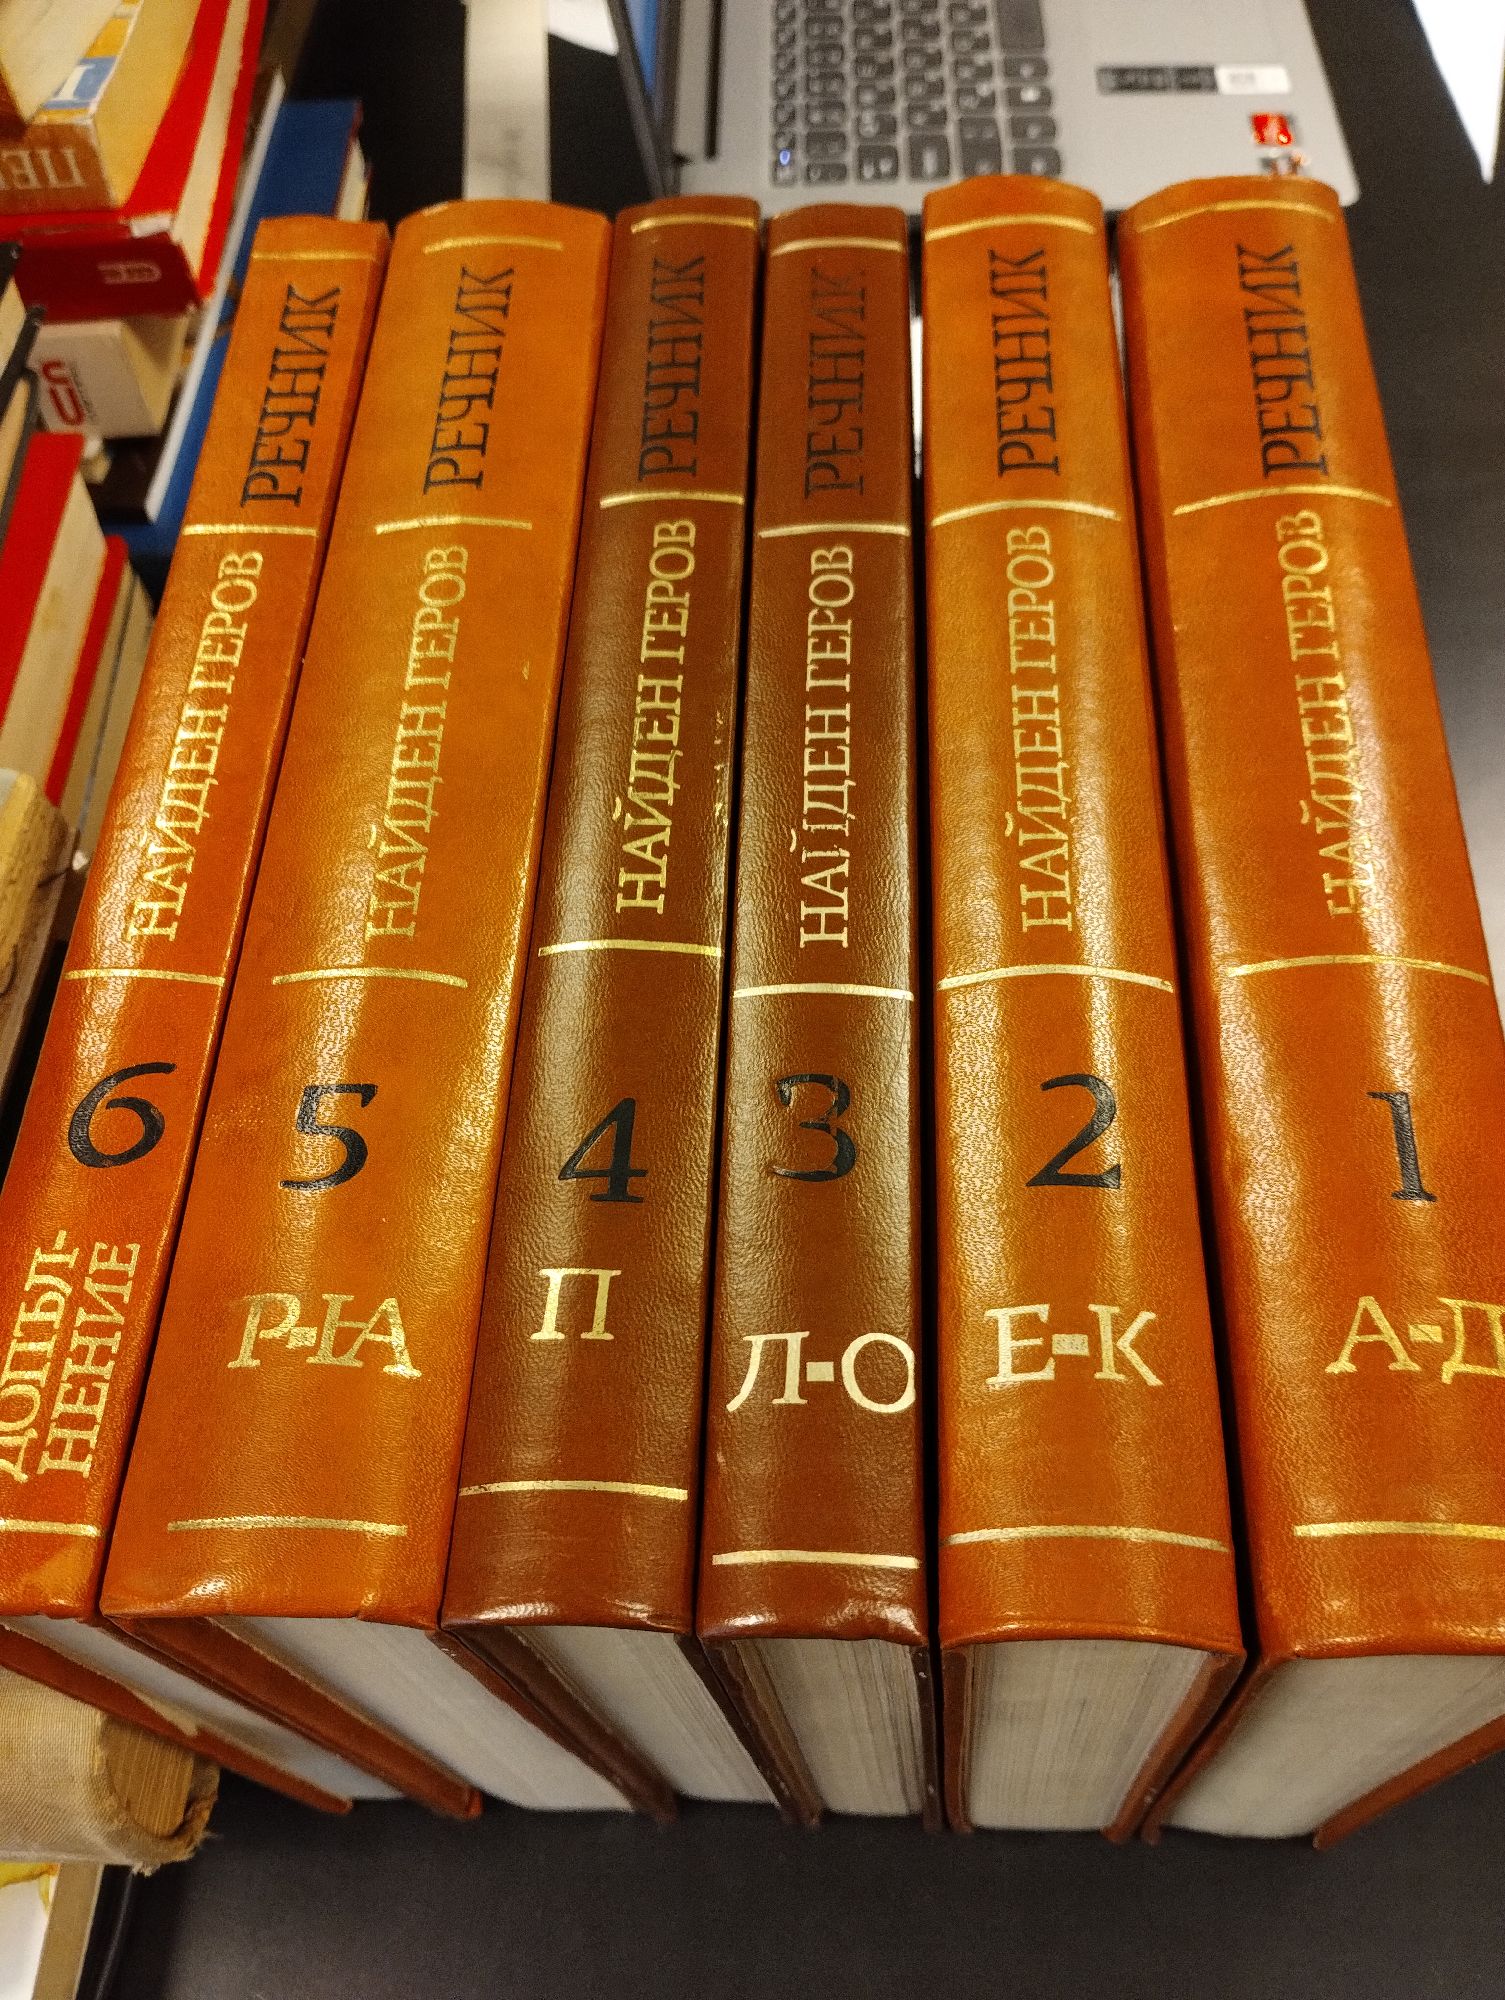 РЕЧНИК
НАЙДЕН ГЕРОВ
6
ДОПЪЛ-
НЕНИЕ
РЕЧНИК
НАЙДЕН ГЕРОВ
5
Р-ІА
РЕЧНИК
НАЙДЕН ГЕРОВ
4
П
РЕЧНИК
НАЙДЕН ГЕРОВ
3
Л-О
РЕЧНИК
НАЙДЕН ГЕРОВ
2
Е-К
РЕЧНИК
НАЙДЕН ГЕРОВ
1
А-Д